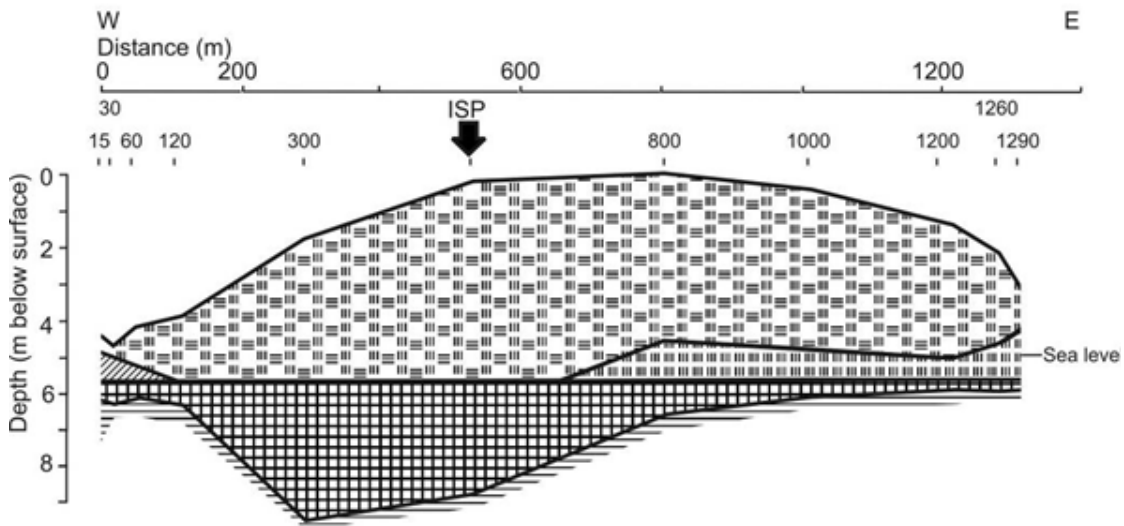 W E
Distance (m)
0 200 600 1200
30 ISP 1260
15 60 120 300 800 1000 1200 1290
0
2
4
6
8
Depth (m below surface)
Sea level